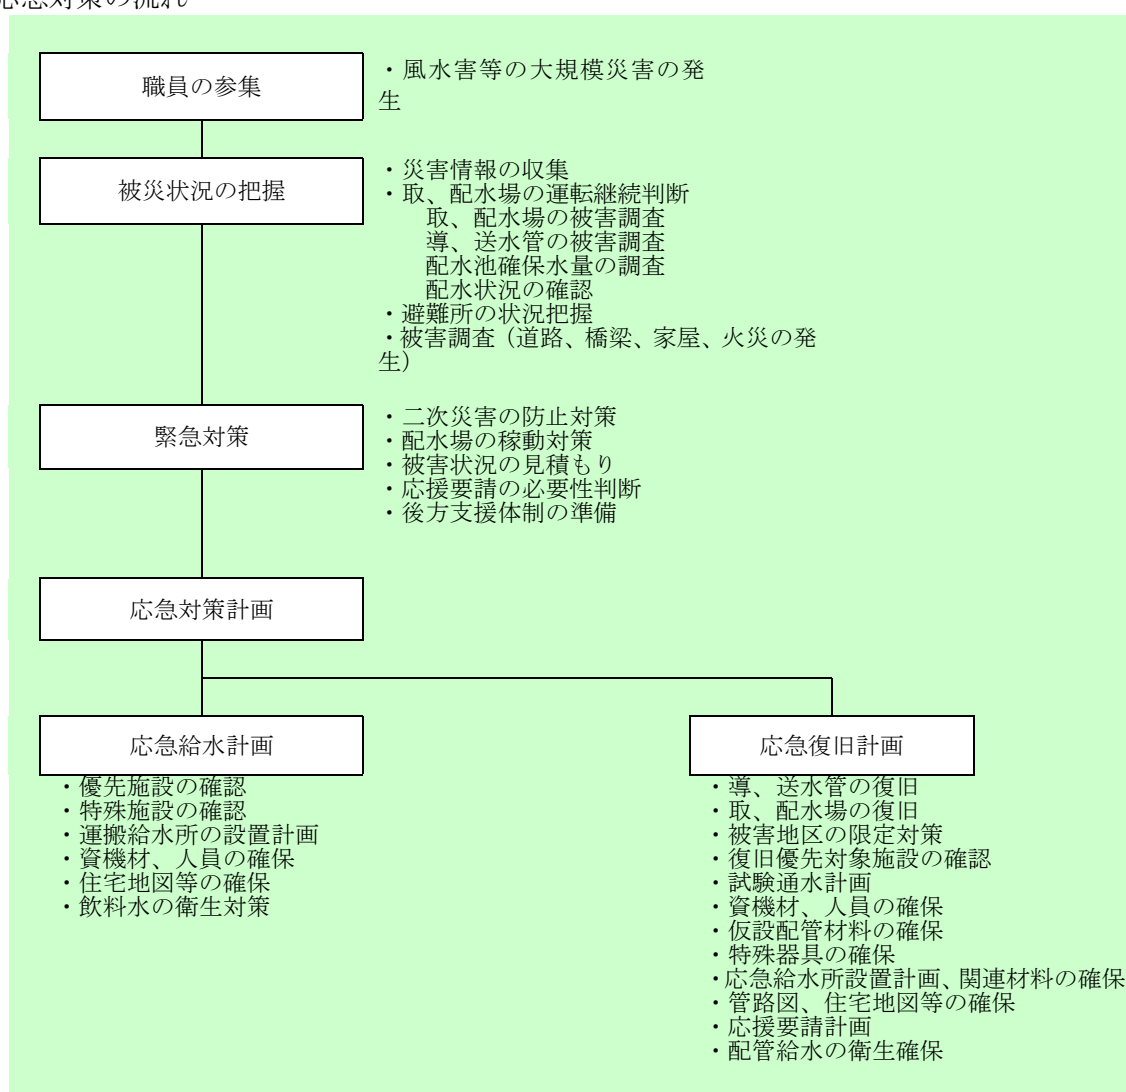 応急対策の流れ
職員の参集
・風水害等の大規模災害の発
生
被災状況の把握
・災害情報の収集
・取、配水場の運転継続判断
取、配水場の被害調査
導、送水管の被害調査
配水池確保水量の調査
配水状況の確認
・避難所の状況把握
・被害調査（道路、橋梁、家屋、火災の発
生）
緊急対策
・二次災害の防止対策
・配水場の稼動対策
・被害状況の見積もり
・応援要請の必要性判断
・後方支援体制の準備
応急対策計画
応急給水計画
・優先施設の確認
・特殊施設の確認
・運搬給水所の設置計画
・資機材、人員の確保
・住宅地図等の確保
・飲料水の衛生対策
応急復旧計画
・導、送水管の復旧
・取、配水場の復旧
・被害地区の限定対策
・復旧優先対象施設の確認
・試験通水計画
・資機材、人員の確保
・仮設配管材料の確保
・特殊器具の確保
・応急給水所設置計画、関連材料の確保
・管路図、住宅地図等の確保
・応援要請計画
・配管給水の衛生確保